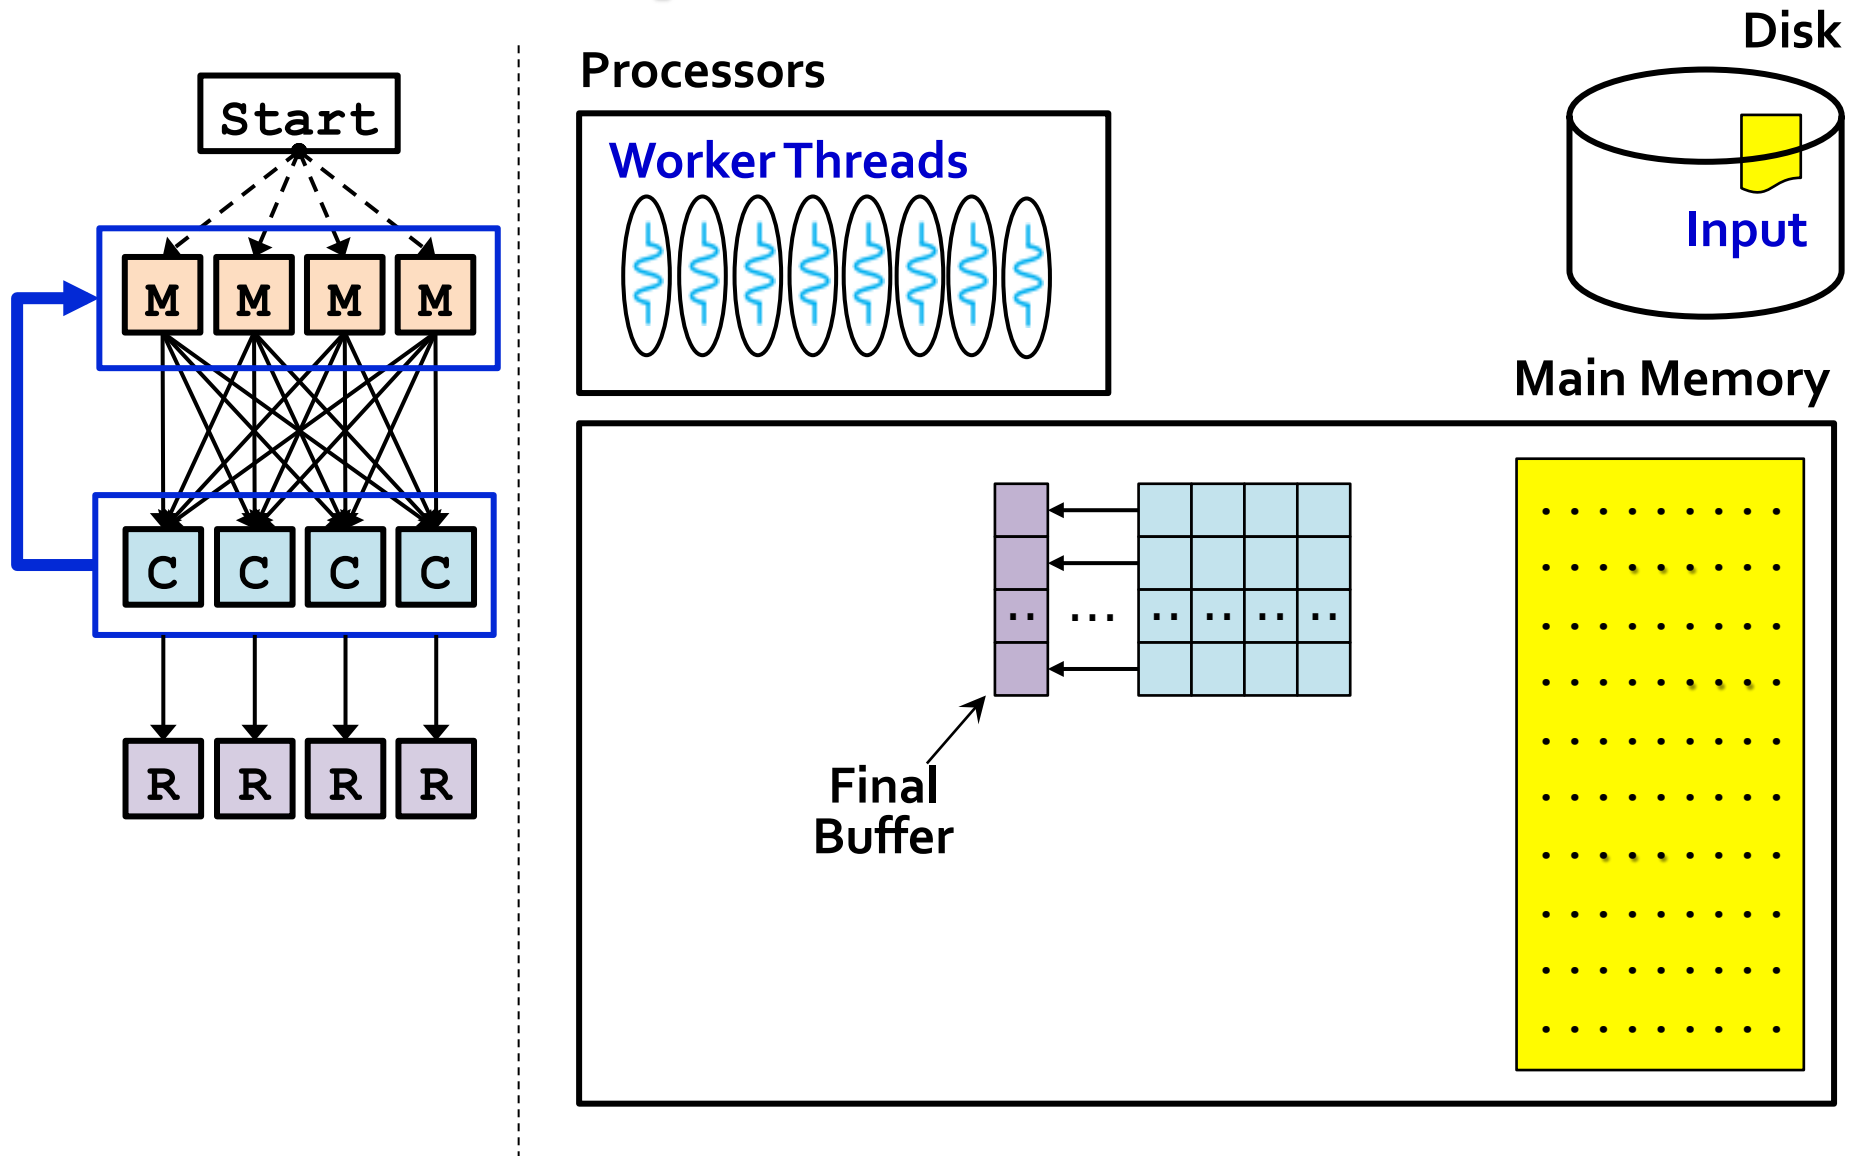 Start
M M M M
C C C C
R R R R
Processors
Worker Threads
Disk
Input
Main Memory
.. ... .. .. .. ..
Final
Buffer